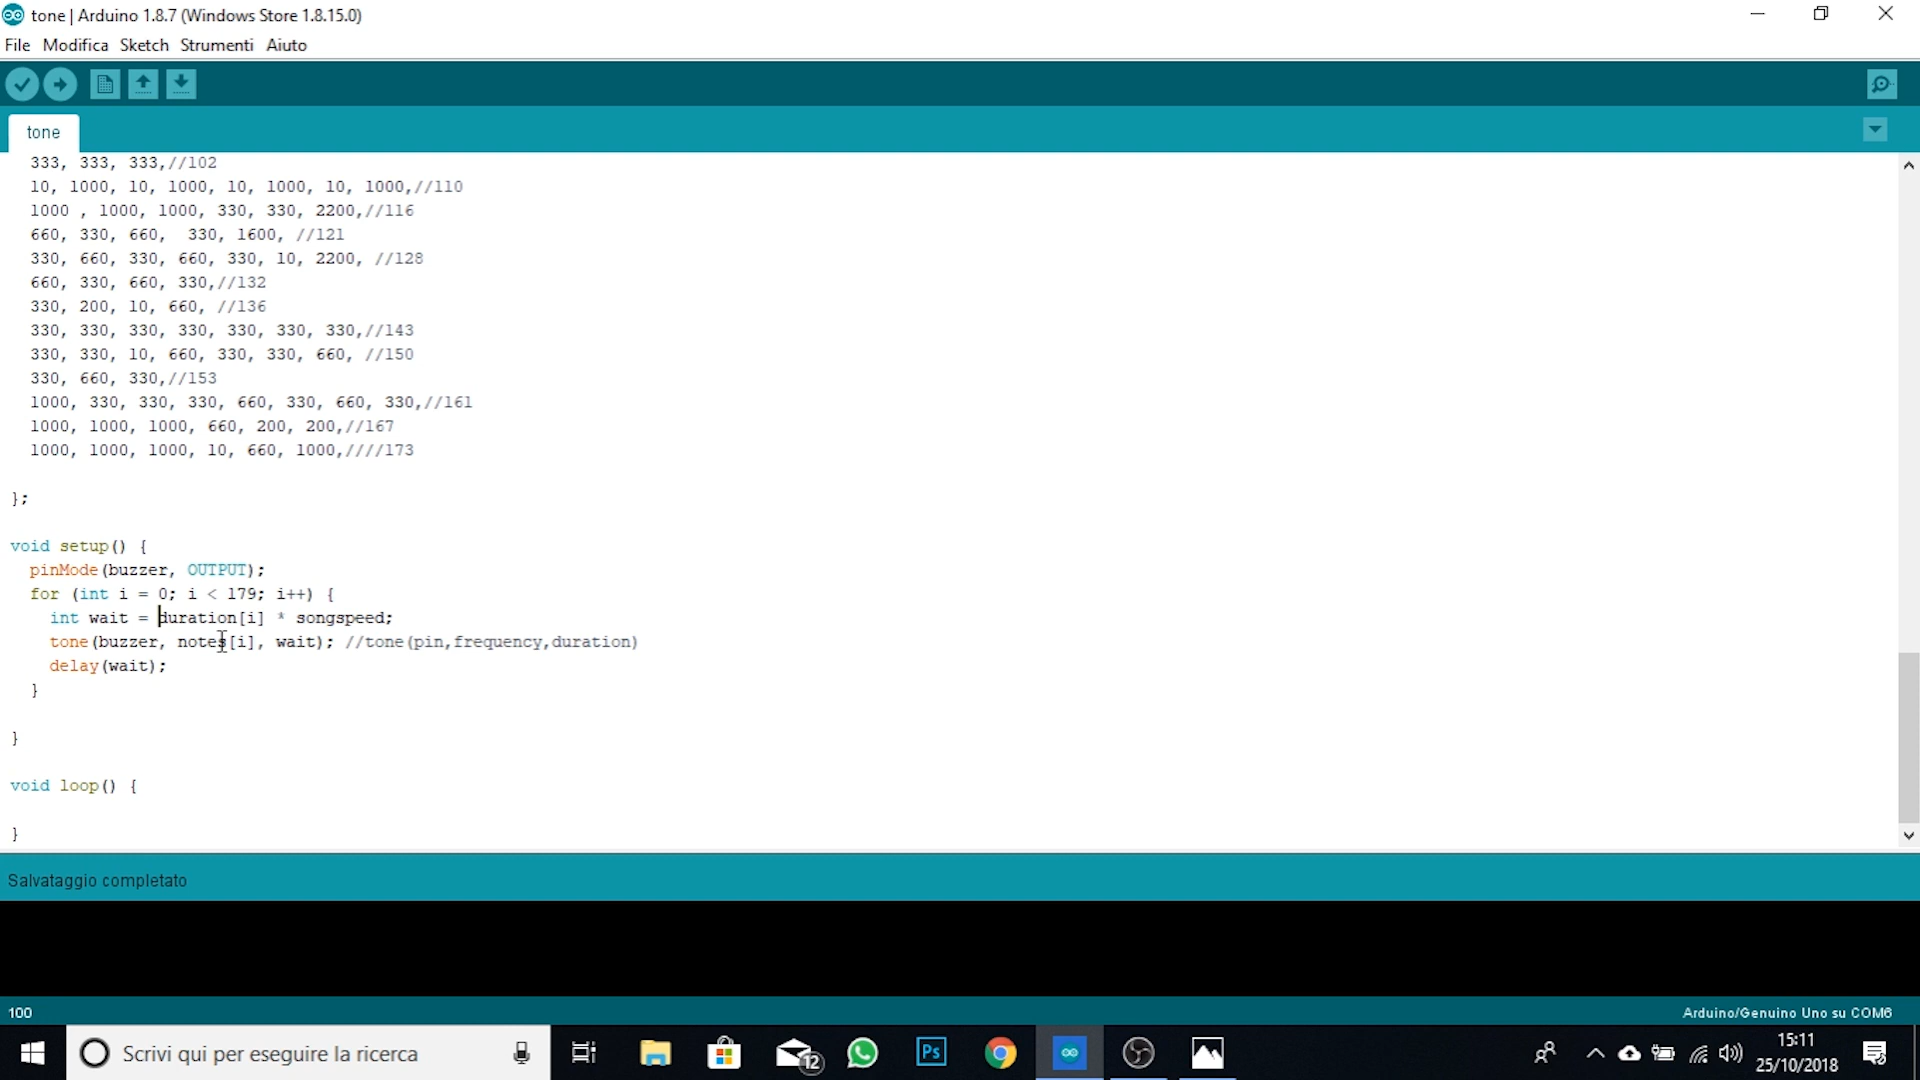 tone | Arduino 1.8.7 (Windows Store 1.8.15.0)
File Modifica Sketch Strumenti Aiuto
tone
333, 333, 333,//102
10, 1000, 10, 1000, 10, 1000, 10, 1000,//110
1000 , 1000, 1000, 330, 330, 2200,//116
660, 330, 660,  330, 1600, //121
330, 660, 330, 660, 330, 10, 2200, //128
660, 330, 660, 330,//132
330, 200, 10, 660, //136
330, 330, 330, 330, 330, 330, 330,//143
330, 330, 10, 660, 330, 330, 660, //150
330, 660, 330,//153
1000, 330, 330, 330, 660, 330, 660, 330,//161
1000, 1000, 1000, 660, 200, 200,//167
1000, 1000, 1000, 10, 660, 1000,////173
};
void setup() {
pinMode(buzzer, OUTPUT);
for (int i = 0; i < 179; i++) {
int wait = duration[i] * songspeed;
tone(buzzer, notes[i], wait); //tone(pin,frequency,duration)
delay(wait);
}
}
void loop() {
}
Salvataggio completato
100
Arduino/Genuino Uno su COM6
Scrivi qui per eseguire la ricerca
12
Ps
15:11
25/10/2018